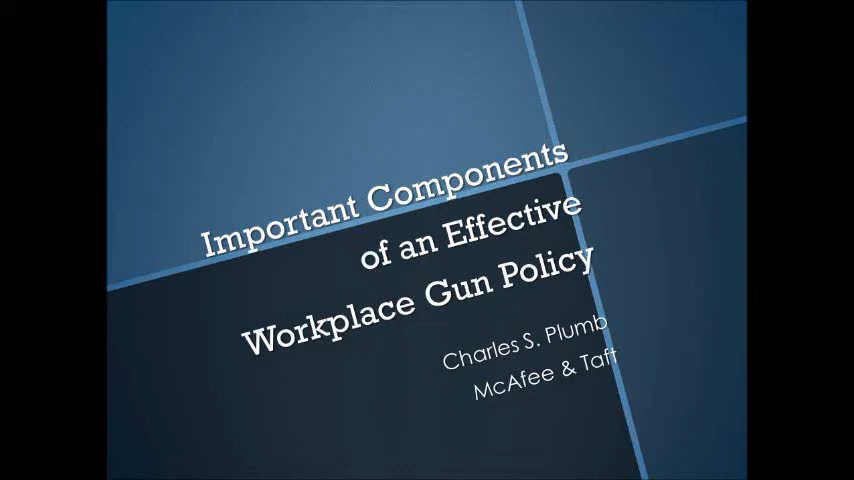 Important Components
of an Effective
Workplace Gun Policy
Charles S. Plumb
McAfee & Taft